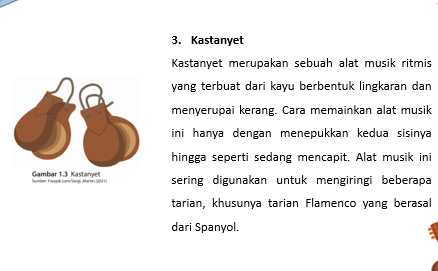 3. Kastanyet
Kastanyet merupakan sebuah alat musik ritmis
yang terbuat dari kayu berbentuk lingkaran dan
menyerupai kerang. Cara memainkan alat musik
ini hanya dengan menepukkan kedua sisinya
hingga seperti sedang mencapit. Alat musik ini
sering digunakan untuk mengiringi beberapa
tarian, khusunya tarian Flamenco yang berasal
dari Spanyol.
Gambar 1.3 Kastanyet
Sumber: Freepik.com/Sergi_Martin (2021)